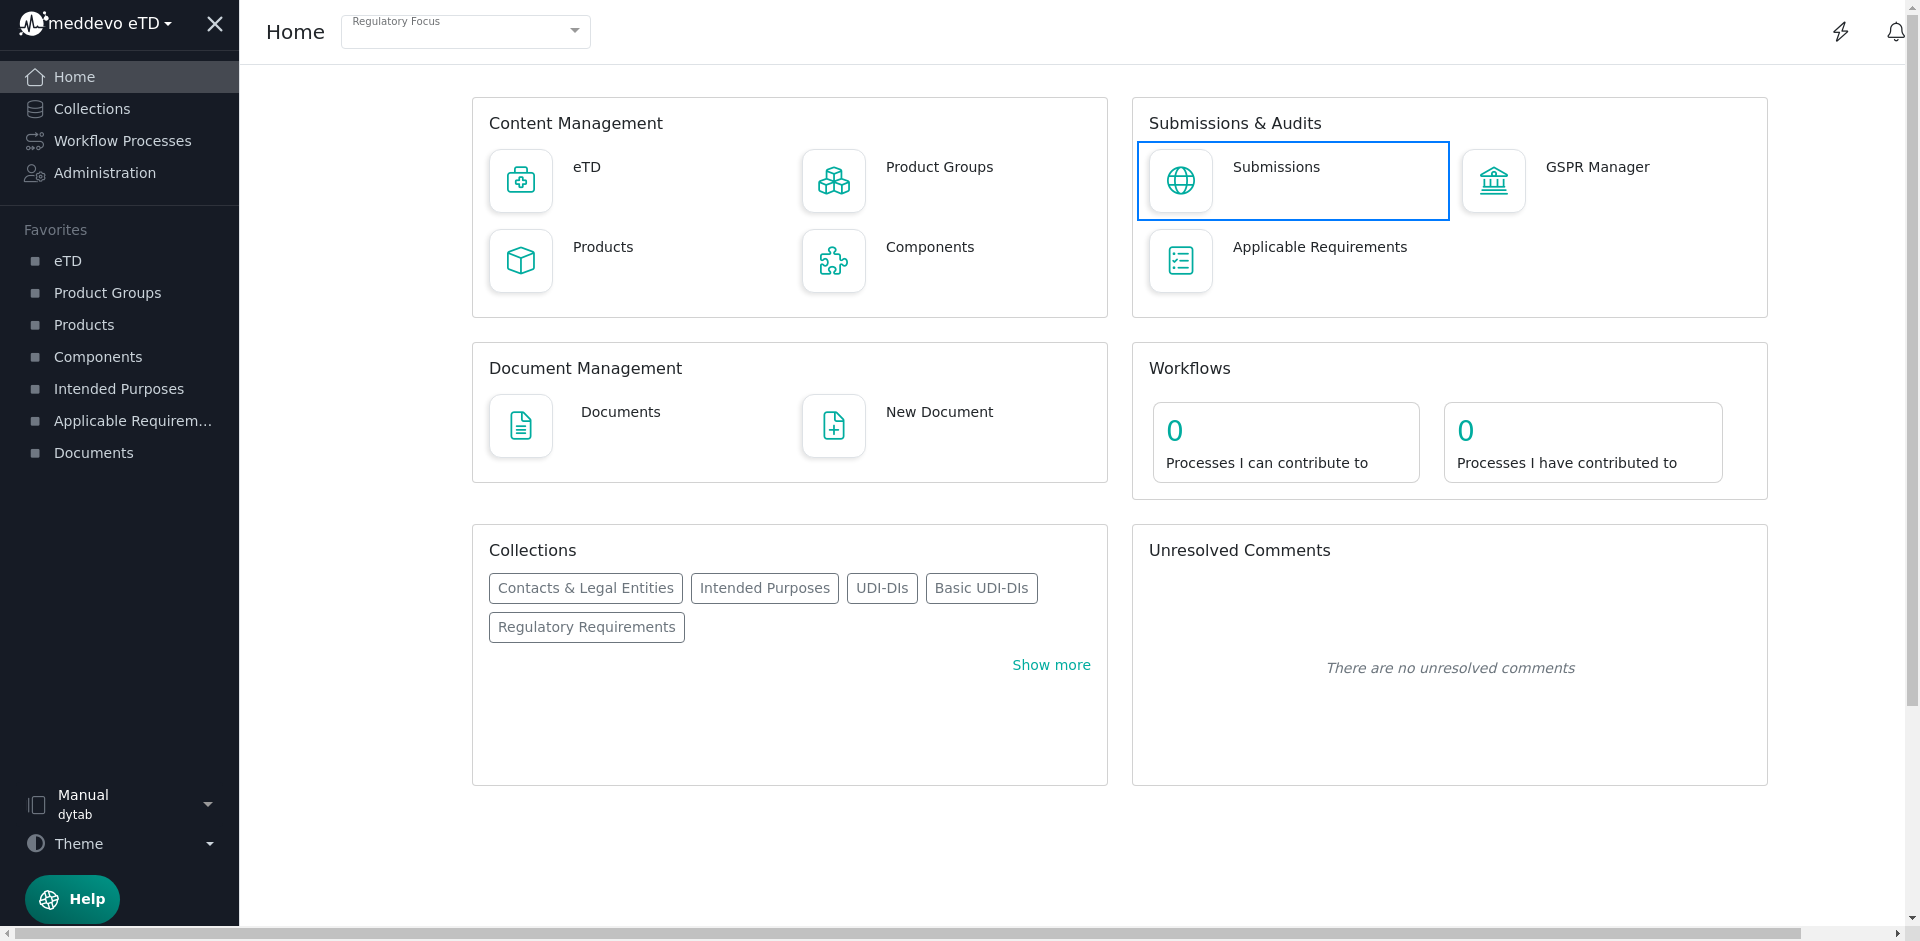 meddevo eTD
Home
Collections
Workflow Processes
Administration
Favorites
eTD
Product Groups
Products
Components
Intended Purposes
Applicable Requirem...
Documents
Manual
dytab
Theme
Help
Home
Regulatory Focus
Content Management
eTD
Product Groups
Products
Components
Submissions & Audits
Submissions
GSPR Manager
Applicable Requirements
Document Management
Documents
New Document
Workflows
0
Processes I can contribute to
0
Processes I have contributed to
Collections
Contacts & Legal Entities
Intended Purposes
UDI-DIs
Basic UDI-DIs
Regulatory Requirements
Show more
Unresolved Comments
There are no unresolved comments